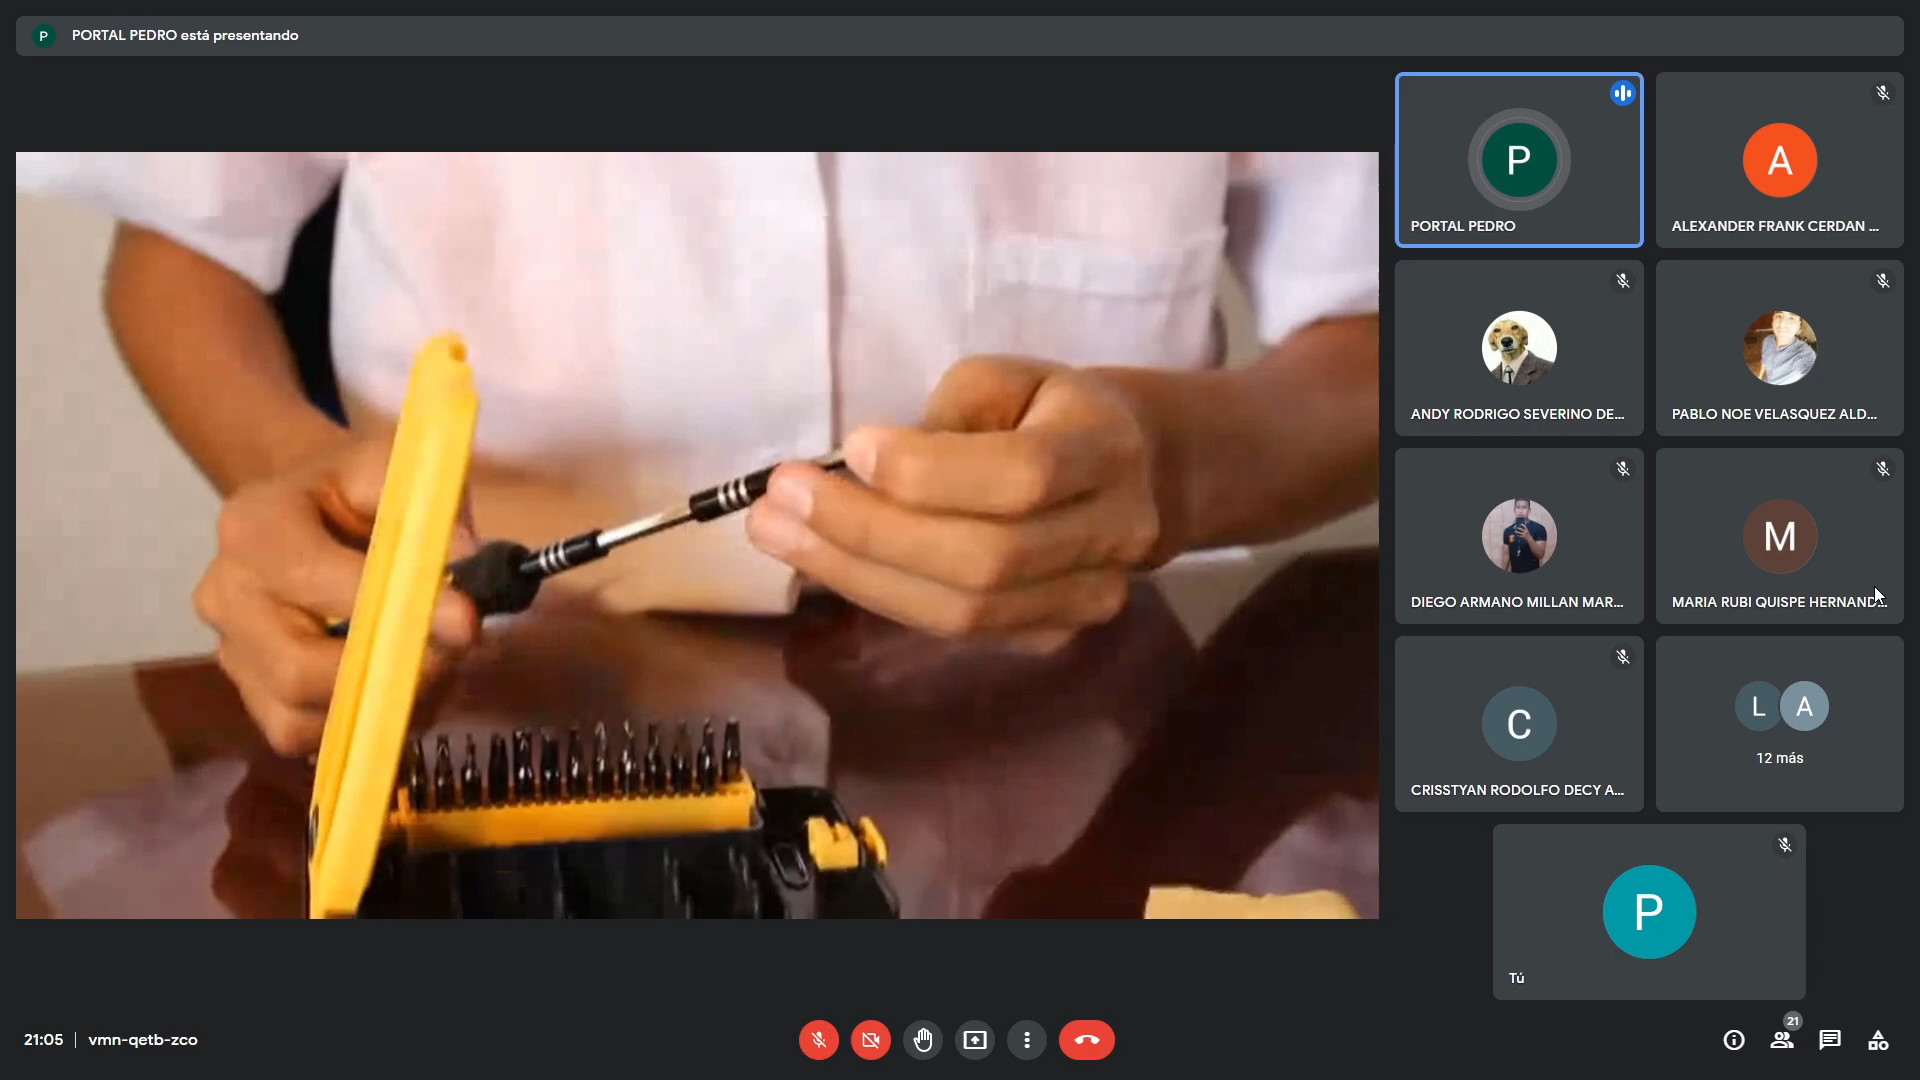 P PORTAL PEDRO está presentando
P
PORTAL PEDRO
A
ALEXANDER FRANK CERDAN ...
ANDY RODRIGO SEVERINO DE...
PABLO NOE VELASQUEZ ALD...
DIEGO ARMANO MILLAN MAR...
M
MARIA RUBI QUISPE HERNAND...
C
CRISSTYAN RODOLFO DECY A...
L A
12 más
P
Tú
21:05 | vmn-qetb-zco
21